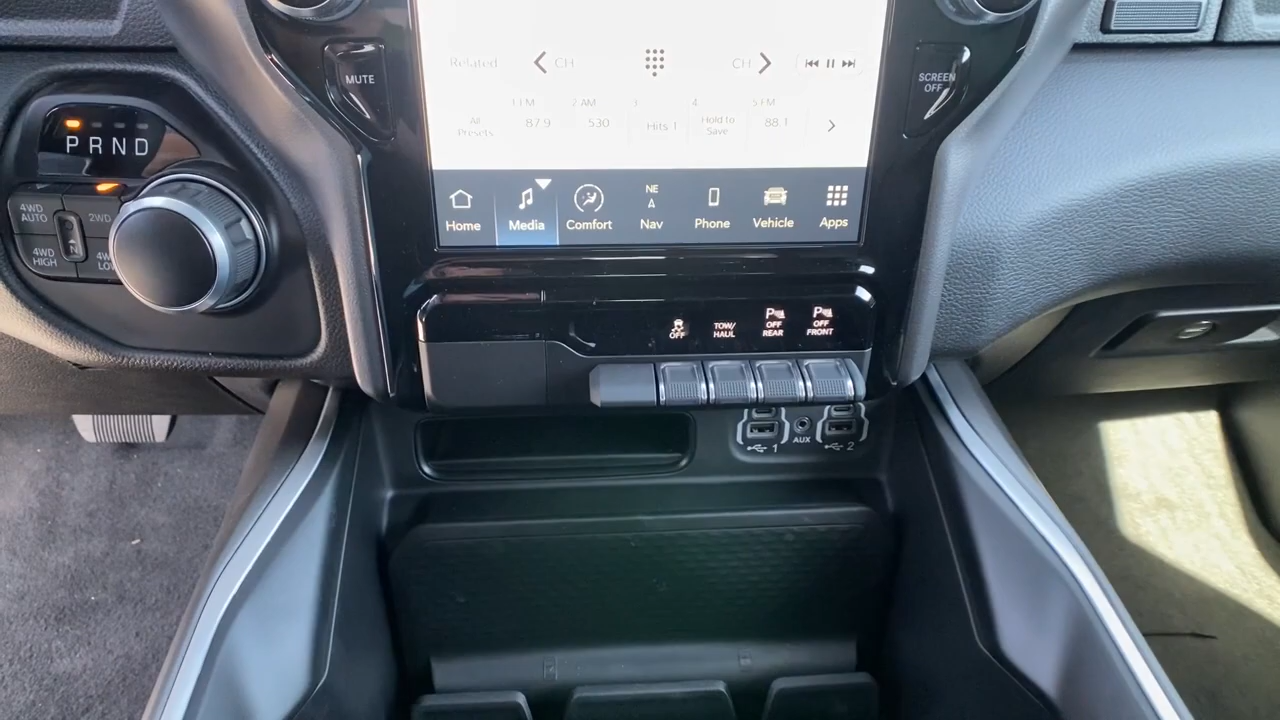 MUTE
SCREEN
OFF
Related
CH
CH
1 FM
2 AM
3
4
5 FM
All
Presets
87.9
530
Hits 1
Hold to
Save
88.1
P R N D
4WD
AUTO
2WD
N
4WD
HIGH
4W
LOW
NE
Home
Media
Comfort
Nav
Phone
Vehicle
Apps
OFF
TOW/
HAUL
P
OFF
REAR
P
OFF
FRONT
1
AUX
2